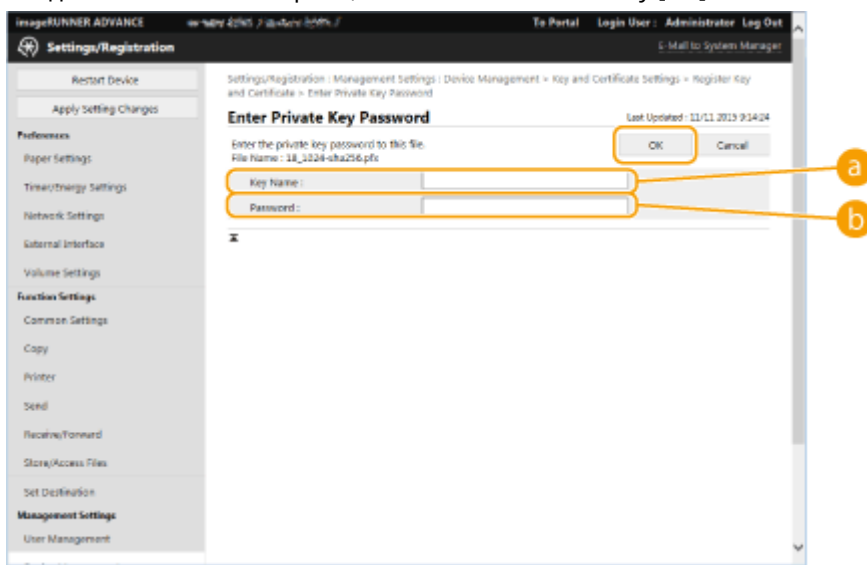 imageRUNNER ADVANCE
To Portal Login User : Administrator Log Out
Settings/Registration
E-Mail to System Manager
Restart Device
Apply Setting Changes
Preferences
Paper Settings
Timer/Energy Settings
Network Settings
External Interface
Volume Settings
Function Settings
Common Settings
Copy
Printer
Send
Receive/Forward
Store/Access Files
Set Destination
Management Settings
User Management
Settings/Registration : Management Settings : Device Management > Key and Certificate Settings > Register Key
and Certificate > Enter Private Key Password
Enter Private Key Password
Last Updated : 11/11 2015 9:14:24
Enter the private key password to this file.
File Name : 18_1024-sha256.pfx
OK
Cancel
Key Name :
Password :
a
b